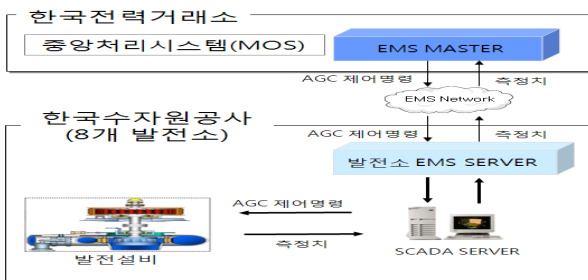 한국전력거래소
중앙처리시스템(MOS)
EMS MASTER
AGC 제어명령
측정치
EMS Network
한국수자원공사
(8개 발전소)
AGC 제어명령
측정치
발전소 EMS SERVER
AGC 제어명령
측정치
발전설비
SCADA SERVER